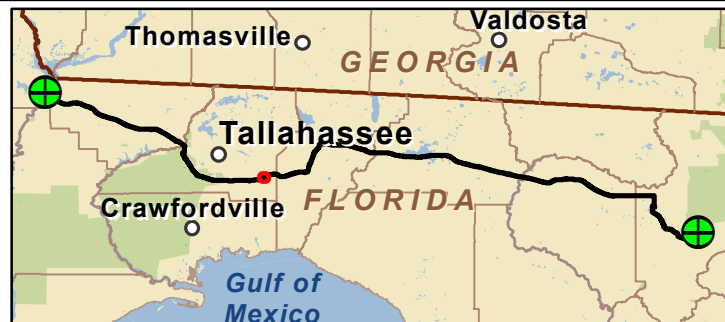 Valdosta
Thomasville
GEORGIA
Tallahassee
FLORIDA
Crawfordville
Gulf of
Mexico